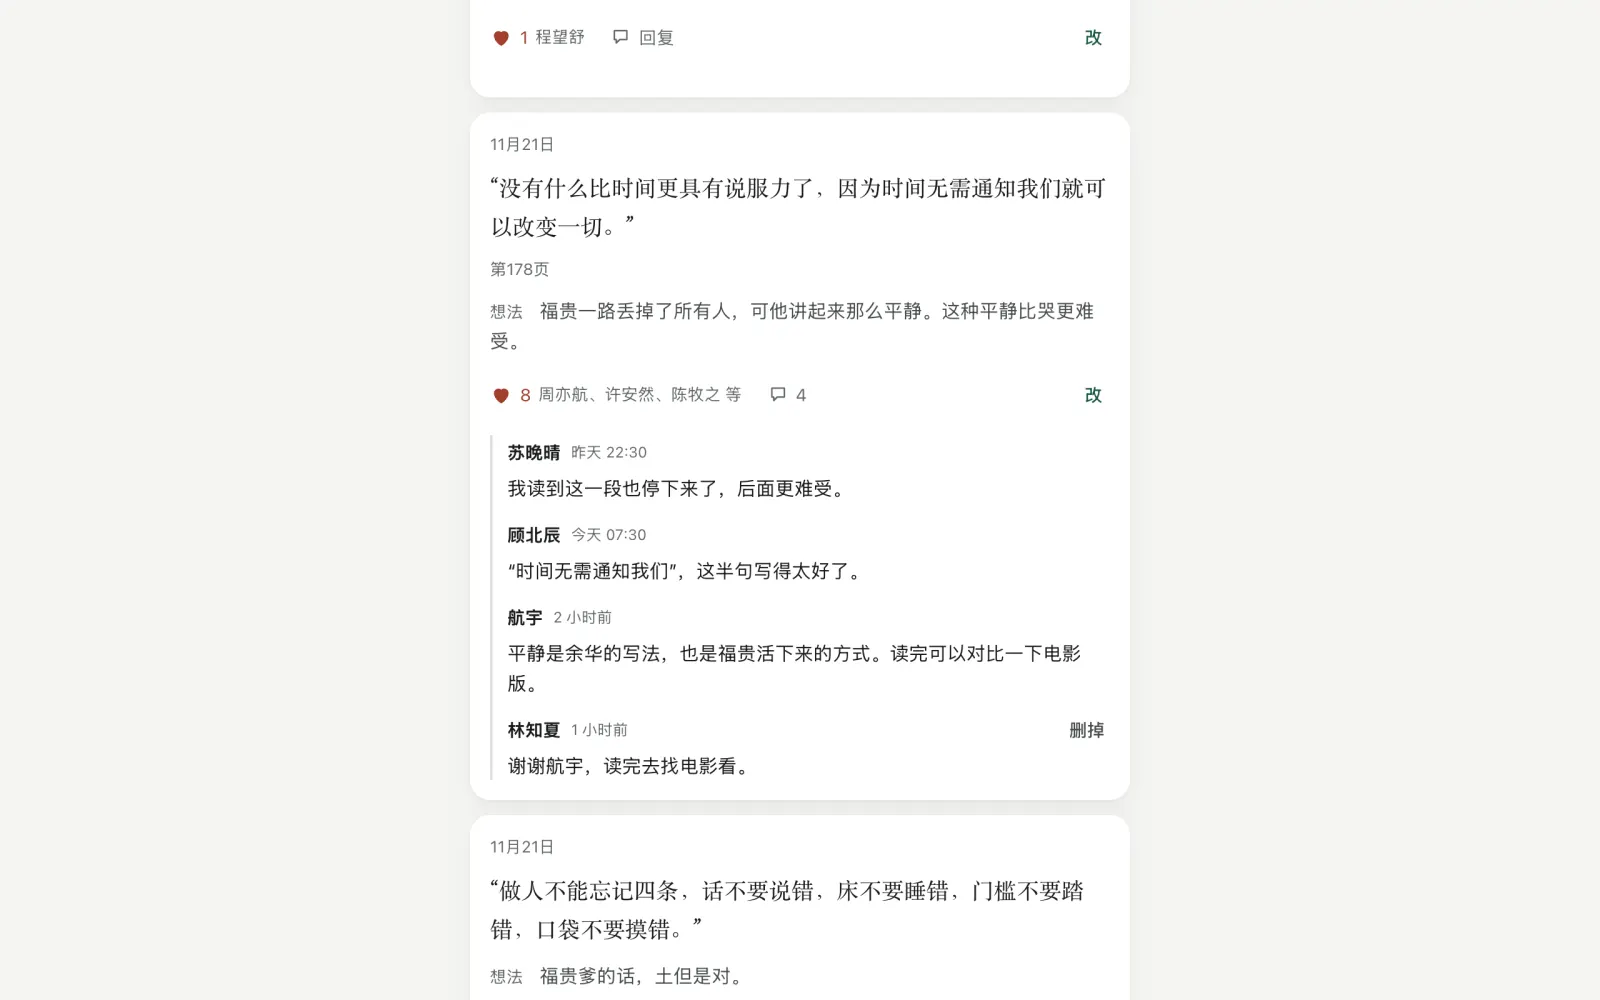 1 程望舒 回复 改
11月21日
“没有什么比时间更具有说服力了，因为时间无需通知我们就可
以改变一切。”
第178页
想法 福贵一路丢掉了所有人，可他讲起来那么平静。这种平静比哭更难
受。
8 周亦航、许安然、陈牧之 等 4 改
苏晚晴 昨天 22:30
我读到这一段也停下来了，后面更难受。
顾北辰 今天 07:30
“时间无需通知我们”，这半句写得太好了。
航宇 2 小时前
平静是余华的写法，也是福贵活下来的方式。读完可以对比一下电影
版。
林知夏 1 小时前 删掉
谢谢航宇，读完去找电影看。
11月21日
“做人不能忘记四条，话不要说错，床不要睡错，门槛不要踏
错，口袋不要摸错。”
想法 福贵爹的话，土但是对。